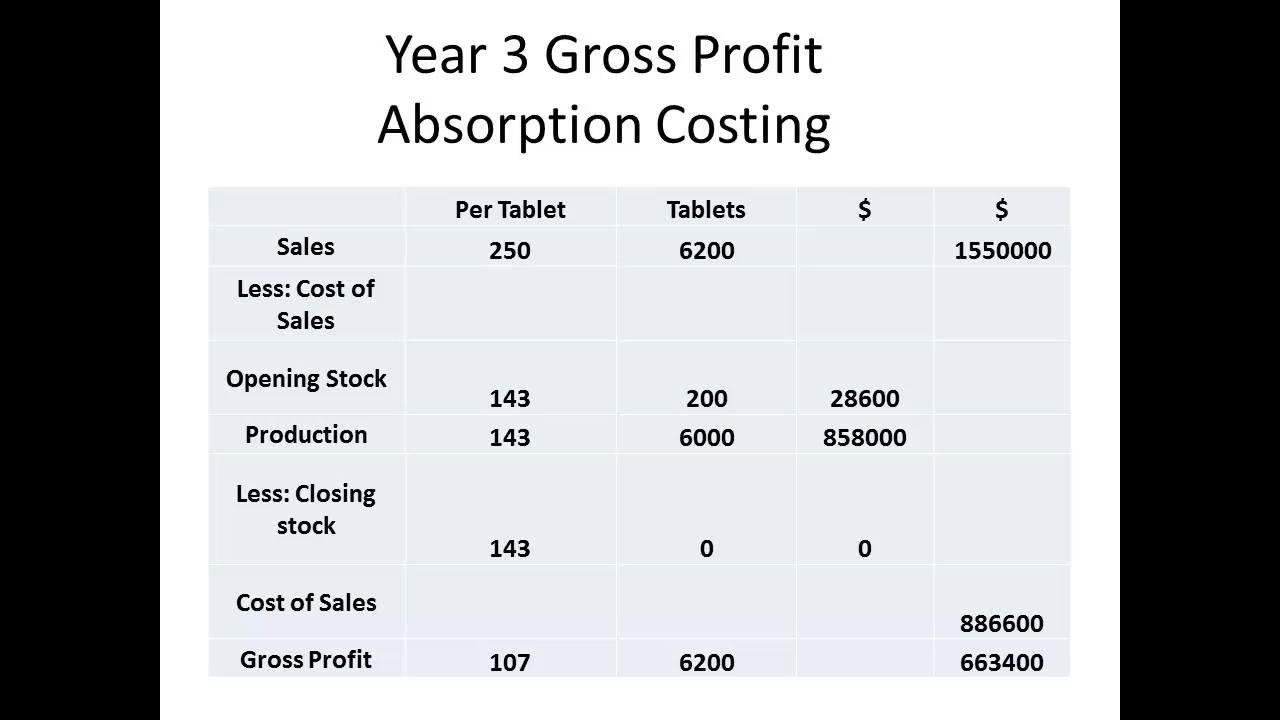 Year 3 Gross Profit
Absorption Costing
Per Tablet Tablets $ $
Sales 250 6200 1550000
Less: Cost of
Sales
Opening Stock 143 200 28600
Production 143 6000 858000
Less: Closing
stock
143 0 0
Cost of Sales 886600
Gross Profit 107 6200 663400